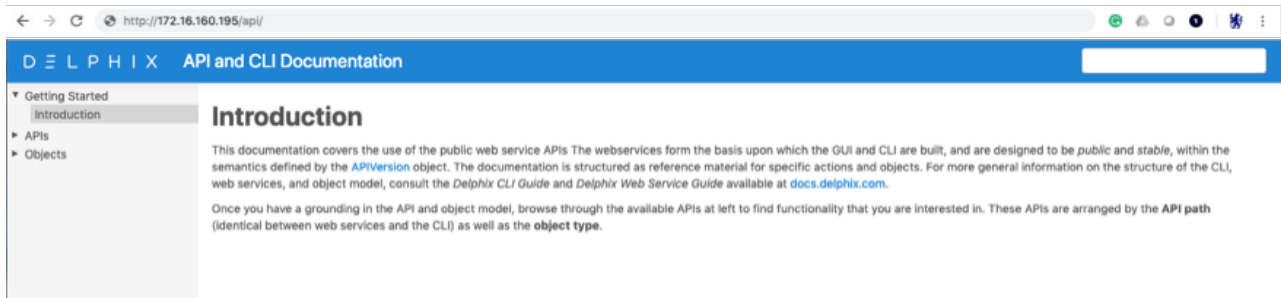 http://172.16.160.195/api/
DELPHIX API and CLI Documentation
Getting Started
Introduction
APIs
Objects
Introduction
This documentation covers the use of the public web service APIs The webservices form the basis upon which the GUI and CLI are built, and are designed to be public and stable, within the
semantics defined by the APIVersion object. The documentation is structured as reference material for specific actions and objects. For more general information on the structure of the CLI,
web services, and object model, consult the Delphix CLI Guide and Delphix Web Service Guide available at docs.delphix.com.
Once you have a grounding in the API and object model, browse through the available APIs at left to find functionality that you are interested in. These APIs are arranged by the API path
(identical between web services and the CLI) as well as the object type.